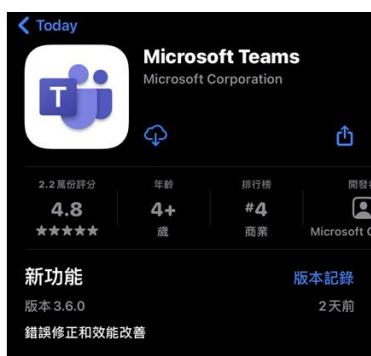 Today
T
Microsoft Teams
Microsoft Corporation
2.2萬份評分
年齡
排行榜
4.8
4+
#4
★★★★★
歲
商業
Microsoft
新功能
版本記錄
版本 3.6.0
2天前
錯誤修正和效能改善